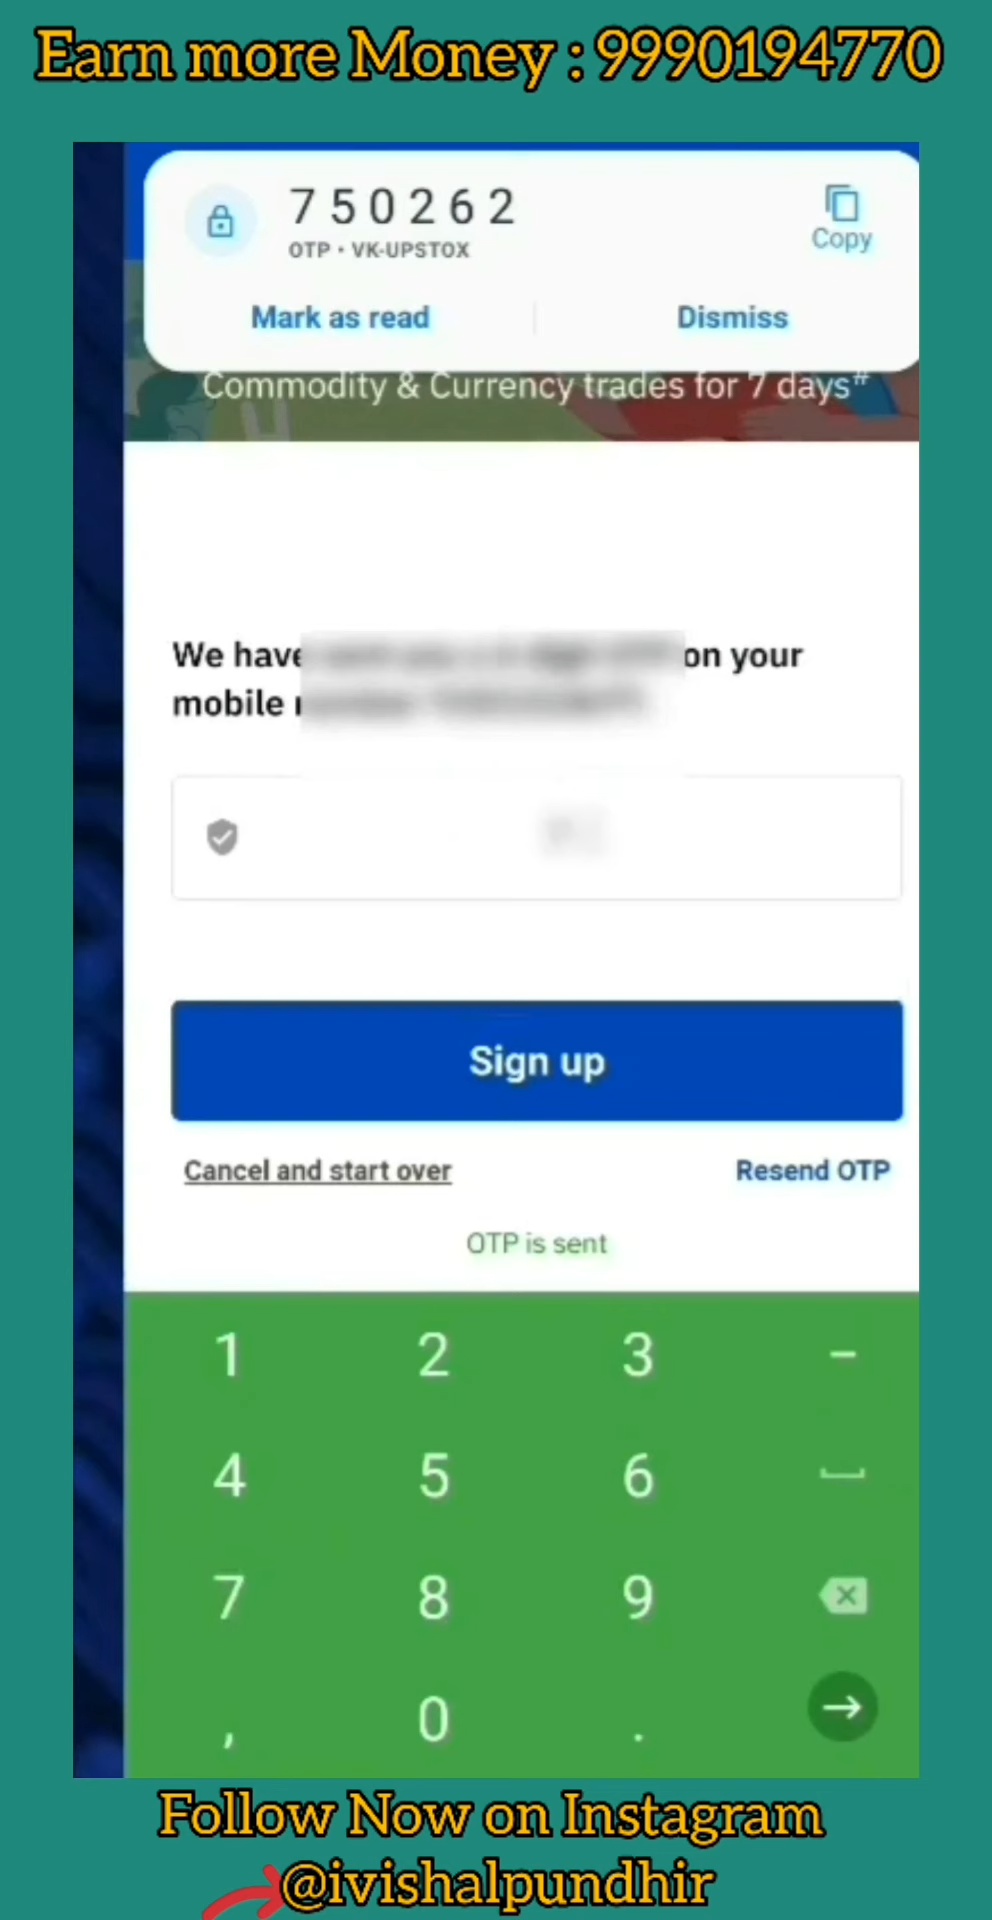 Earn more Money : 9990194770
750262
OTP • VK-UPSTOX
Copy
Mark as read
Dismiss
Commodity & Currency trades for 7 days#
We have on your
mobile
Sign up
Cancel and start over
Resend OTP
OTP is sent
1 2 3 -
4 5 6
7 8 9
, 0 .
Follow Now on Instagram
@ivishalpundhir